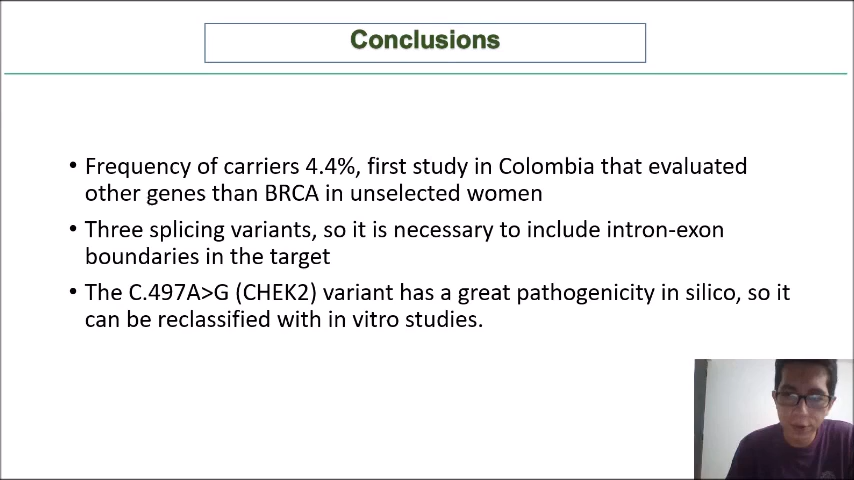 Conclusions
• Frequency of carriers 4.4%, first study in Colombia that evaluated
other genes than BRCA in unselected women
• Three splicing variants, so it is necessary to include intron-exon
boundaries in the target
• The C.497A>G (CHEK2) variant has a great pathogenicity in silico, so it
can be reclassified with in vitro studies.